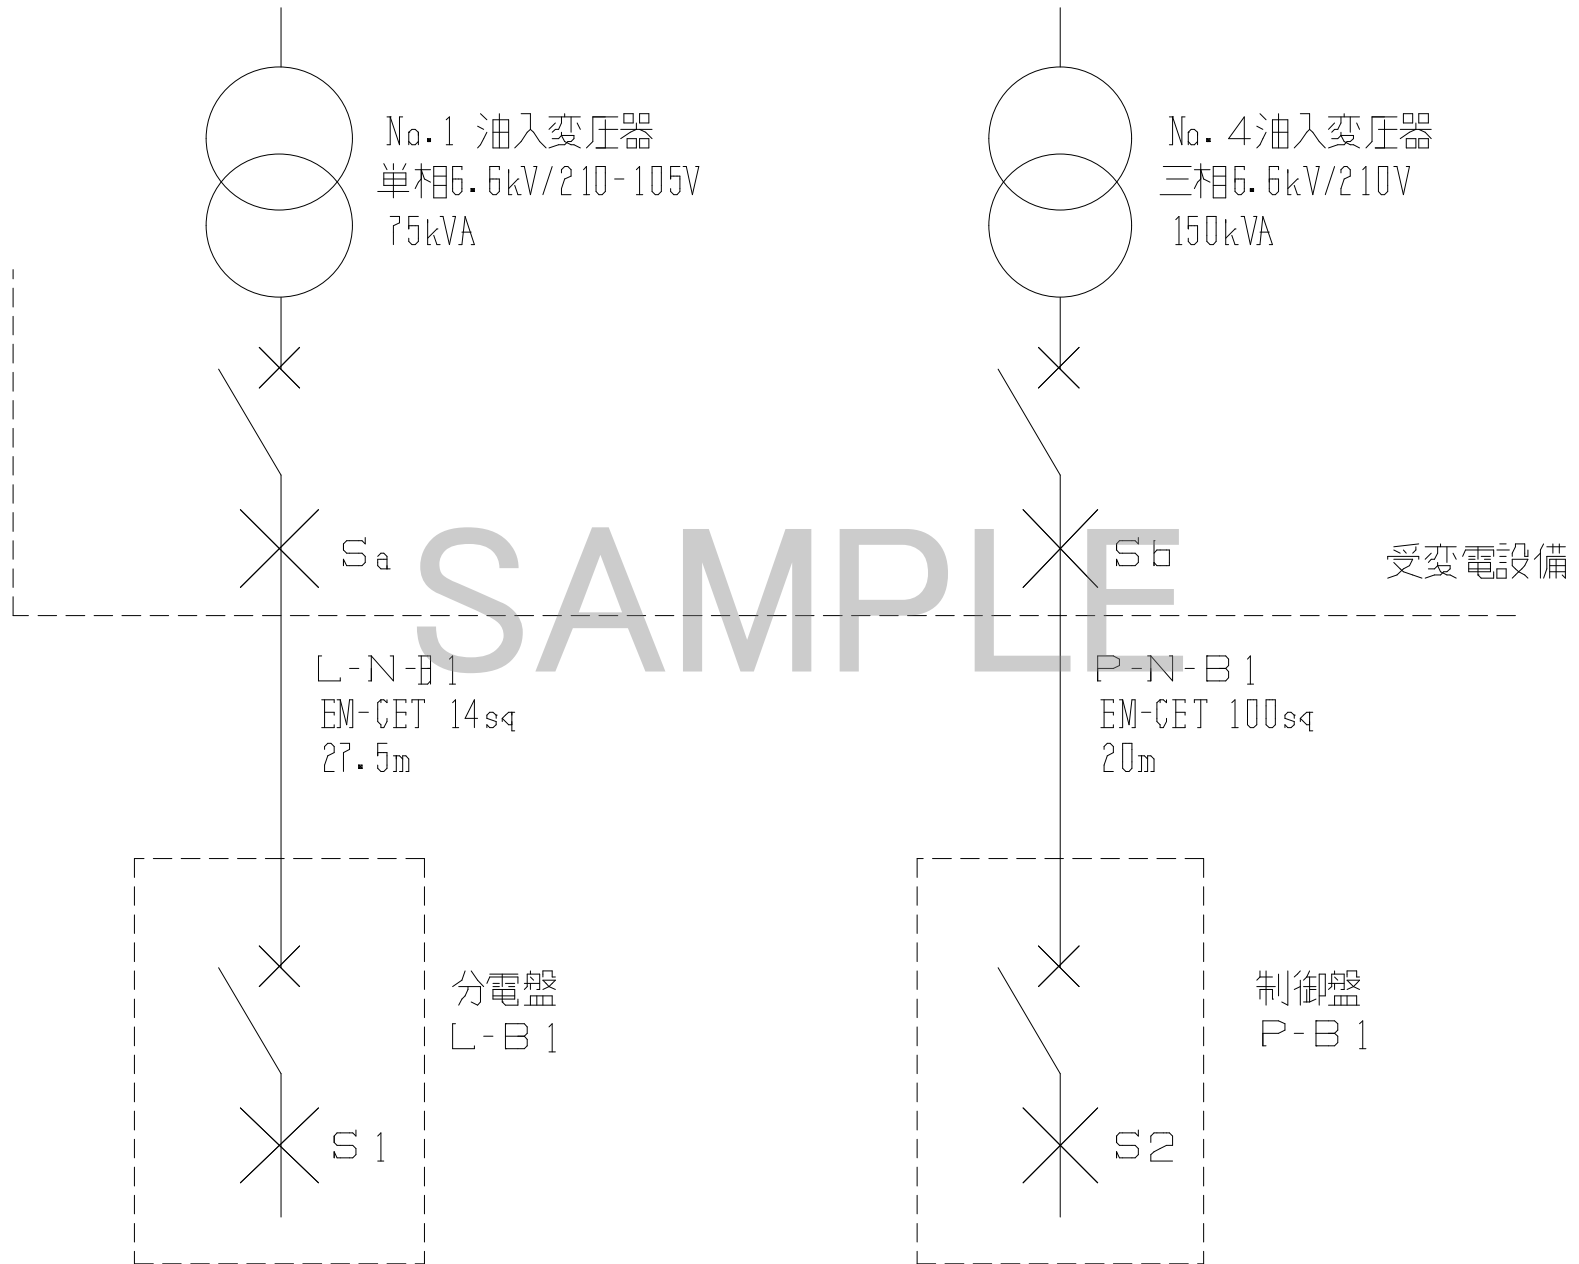 No.1 油入変圧器
単相6.6kV/210-105V
75kVA
No.4油入変圧器
三相6.6kV/210V
150kVA
Sa
Sb
受変電設備
SAMPLE
L-N-B1
EM-CET 14sq
27.5m
P-N-B1
EM-CET 100sq
20m
分電盤
L-B1
制御盤
P-B1
S1
S2